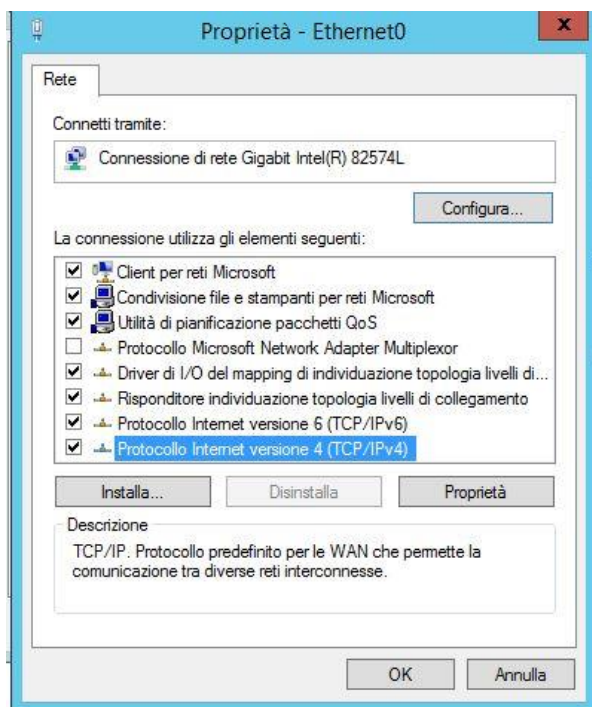 Proprietà - Ethernet0
x
Rete
Connetti tramite:
Connessione di rete Gigabit Intel(R) 82574L
Configura...
La connessione utilizza gli elementi seguenti:
Client per reti Microsoft
Condivisione file e stampanti per reti Microsoft
Utilità di pianificazione pacchetti QoS
Protocollo Microsoft Network Adapter Multiplexor
Driver di I/O del mapping di individuazione topologia livelli di...
Risponditore individuazione topologia livelli di collegamento
Protocollo Internet versione 6 (TCP/IPv6)
Protocollo Internet versione 4 (TCP/IPv4)
Installa...
Disinstalla
Proprietà
Descrizione
TCP/IP. Protocollo predefinito per le WAN che permette la
comunicazione tra diverse reti interconnesse.
OK
Annulla